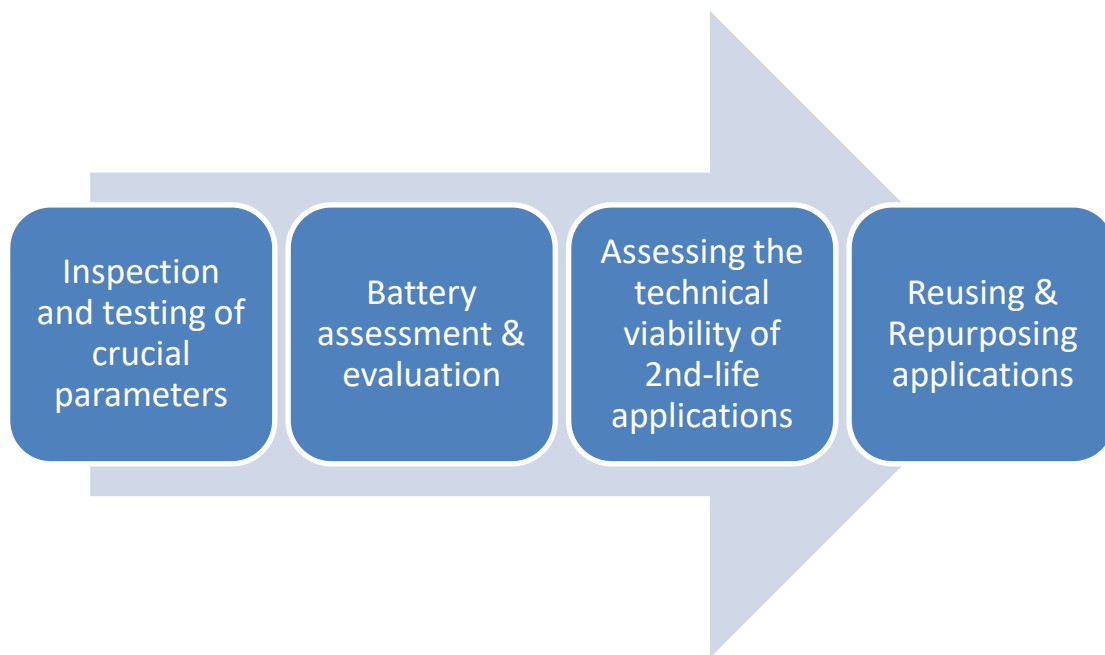 Inspection
and testing of
crucial
parameters
Battery
assessment &
evaluation
Assessing the
technical
viability of
2nd-life
applications
Reusing &
Repurposing
applications